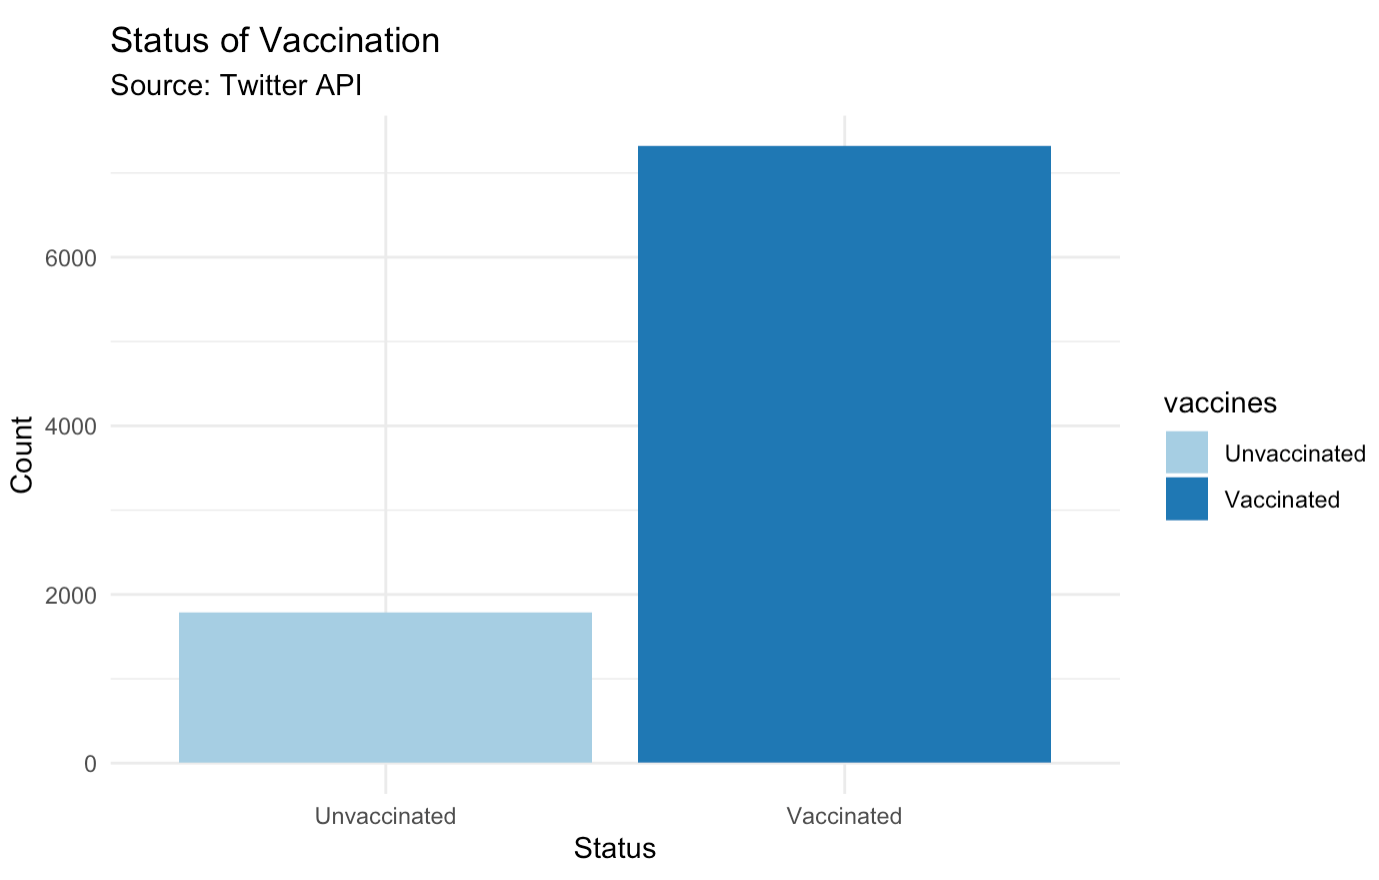 Status of Vaccination
Source: Twitter API
6000
4000
2000
0
Count
Unvaccinated
Vaccinated
Status
vaccines
Unvaccinated
Vaccinated